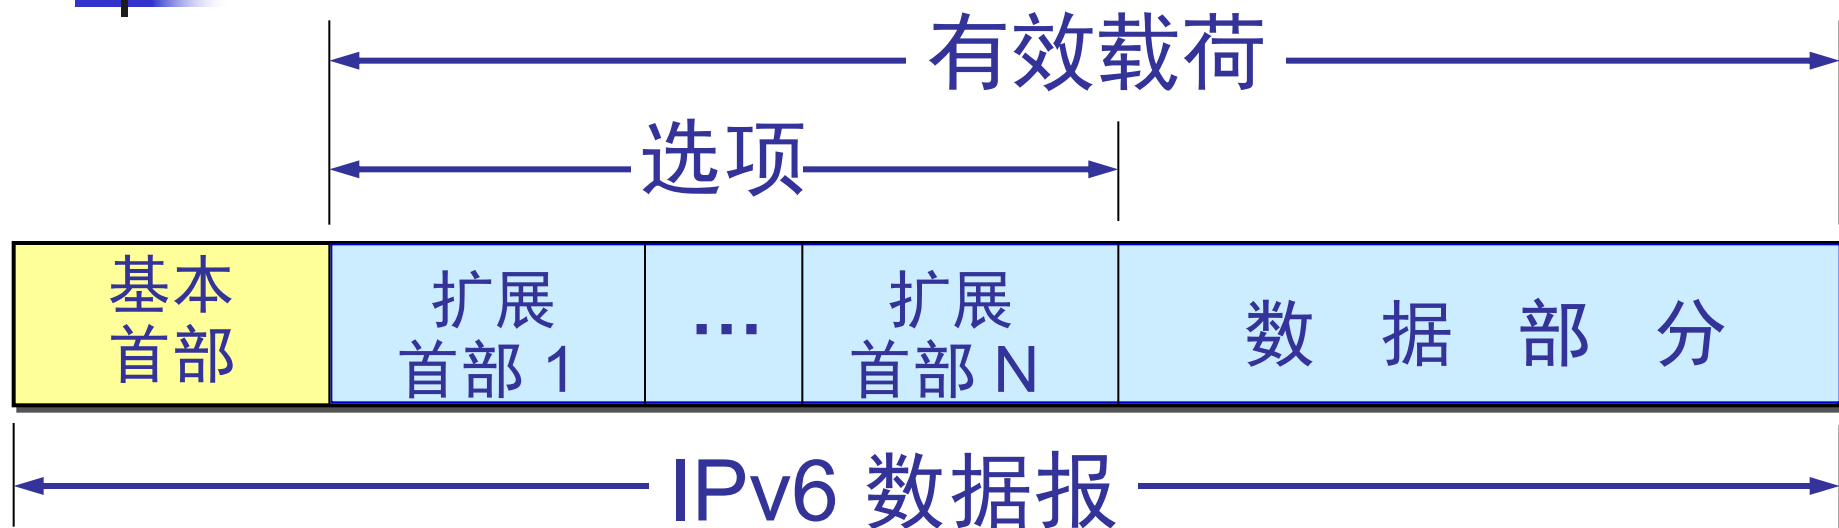 有效载荷
选项
基本
首部
扩展
首部 1
…
扩展
首部 N
数 据 部 分
IPv6 数据报